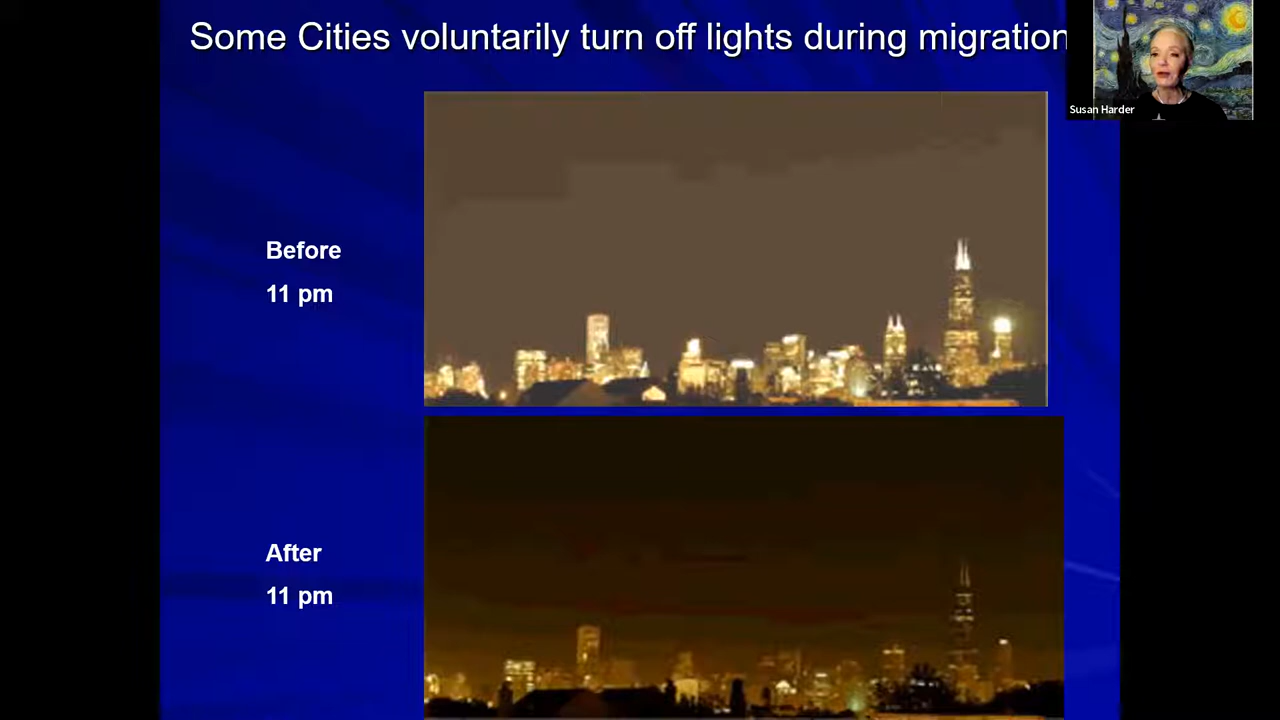 Some Cities voluntarily turn off lights during migration
Susan Harder
Before
11 pm
After
11 pm